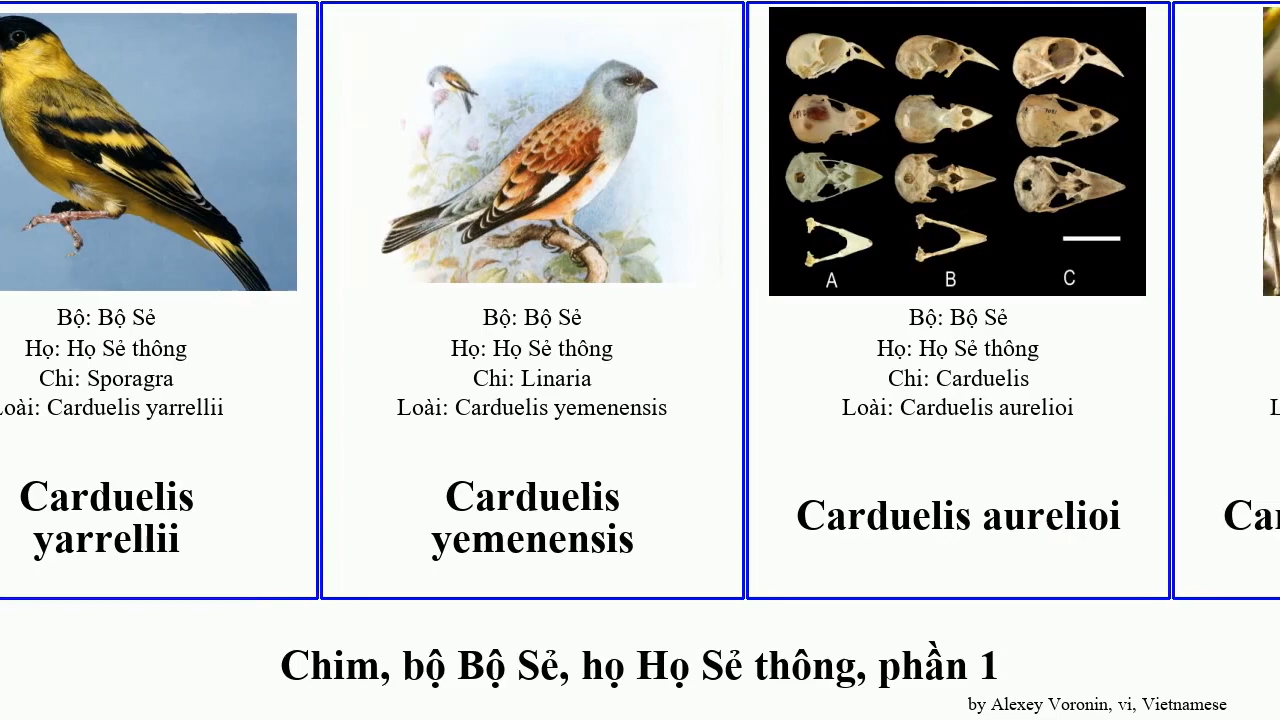 A
B
C
Bộ: Bộ Sẻ
Họ: Họ Sẻ thông
Chi: Sporagra
Loài: Carduelis yarrellii
Carduelis
yarrellii
Bộ: Bộ Sẻ
Họ: Họ Sẻ thông
Chi: Linaria
Loài: Carduelis yemenensis
Carduelis
yemenensis
Bộ: Bộ Sẻ
Họ: Họ Sẻ thông
Chi: Carduelis
Loài: Carduelis aurelioi
Carduelis aurelioi
Chim, bộ Bộ Sẻ, họ Họ Sẻ thông, phần 1
by Alexey Voronin, vi, Vietnamese